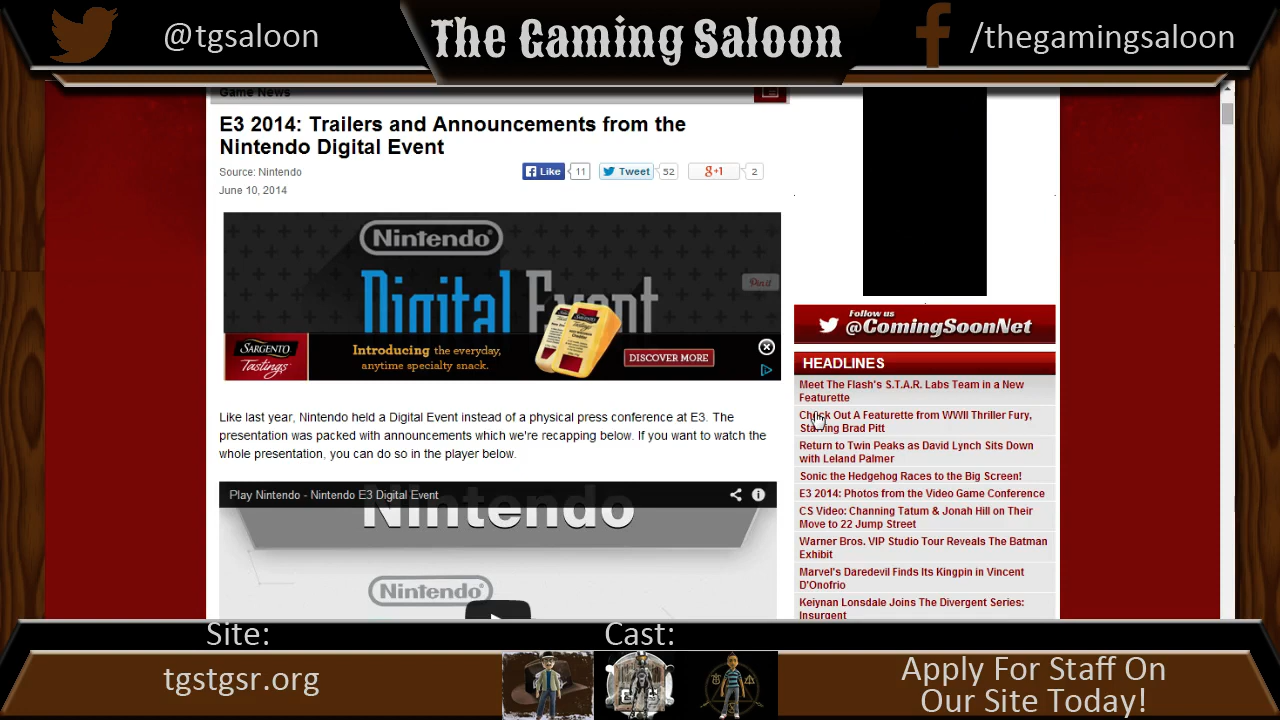 @tgsaloon
The Gaming Saloon
/thegamingsaloon
Game News
E3 2014: Trailers and Announcements from the
Nintendo Digital Event
Source: Nintendo
June 10, 2014
Like 11 Tweet 52 g+1 2
Nintendo
Digital Event
Pin it
SARGENTO
Tastings
Introducing the everyday,
anytime specialty snack.
DISCOVER MORE
Like last year, Nintendo held a Digital Event instead of a physical press conference at E3. The
presentation was packed with announcements which we're recapping below. If you want to watch the
whole presentation, you can do so in the player below.
Play Nintendo - Nintendo E3 Digital Event
Nintendo
Nintendo
Follow us
@ComingSoonNet
HEADLINES
Meet The Flash's S.T.A.R. Labs Team in a New
Featurette
Check Out A Featurette from WWII Thriller Fury,
Starring Brad Pitt
Return to Twin Peaks as David Lynch Sits Down
with Leland Palmer
Sonic the Hedgehog Races to the Big Screen!
E3 2014: Photos from the Video Game Conference
CS Video: Channing Tatum & Jonah Hill on Their
Move to 22 Jump Street
Warner Bros. VIP Studio Tour Reveals The Batman
Exhibit
Marvel's Daredevil Finds Its Kingpin in Vincent
D'Onofrio
Keiynan Lonsdale Joins The Divergent Series:
Insurgent
Site:
tgstgsr.org
Cast:
Apply For Staff On
Our Site Today!